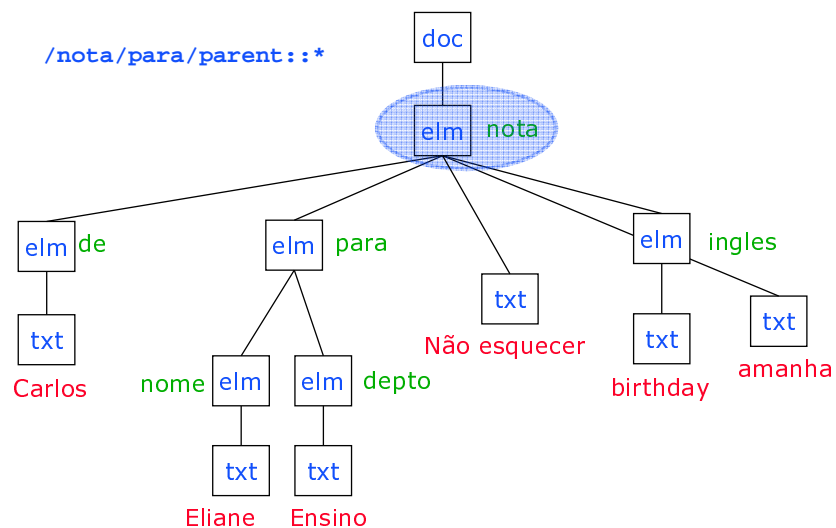 doc
/nota/para/parent::*
elm nota
elm de
elm para
elm ingles
txt
txt
txt
txt
Não esquecer
Carlos
birthday
amanha
nome elm
elm depto
txt
txt
Eliane
Ensino